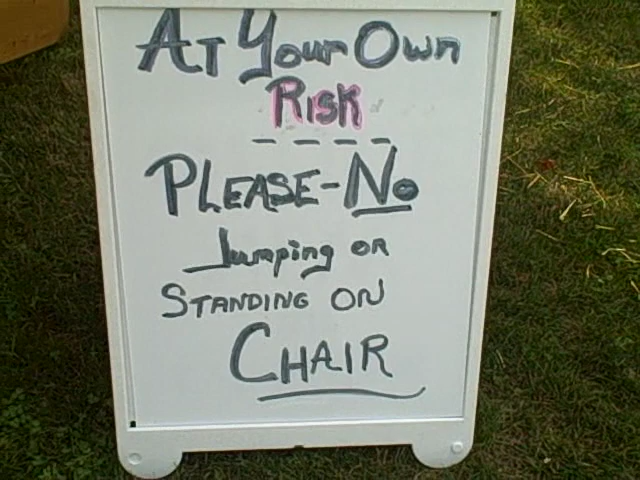 At Your Own
Risk
- - - -
PLEASE-No
Jumping or
STANDING ON
CHAIR